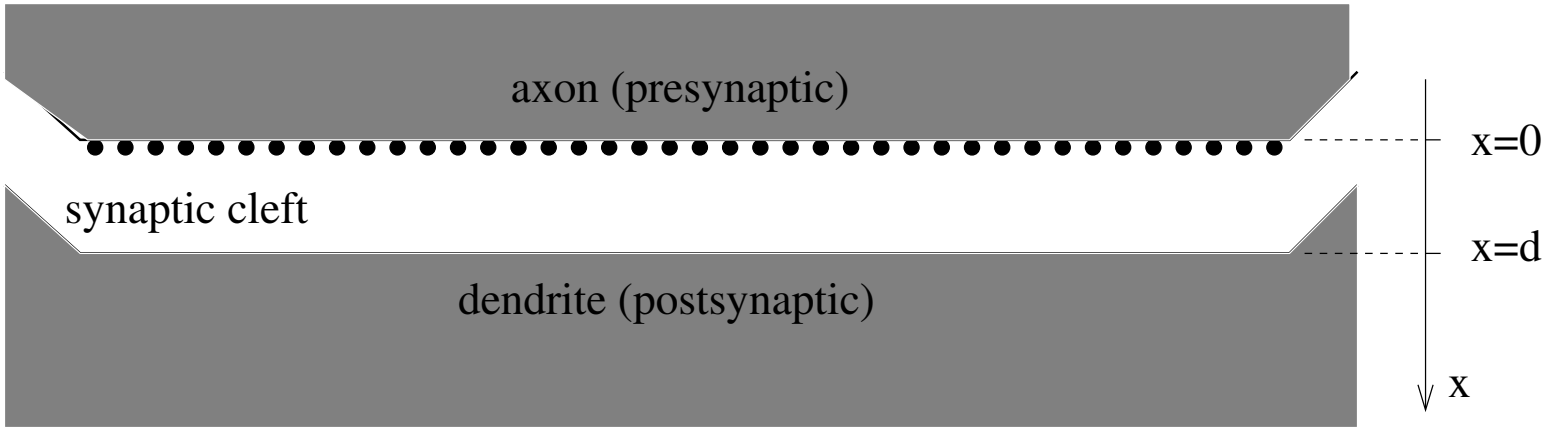 axon (presynaptic)
x=0
synaptic cleft
x=d
dendrite (postsynaptic)
x